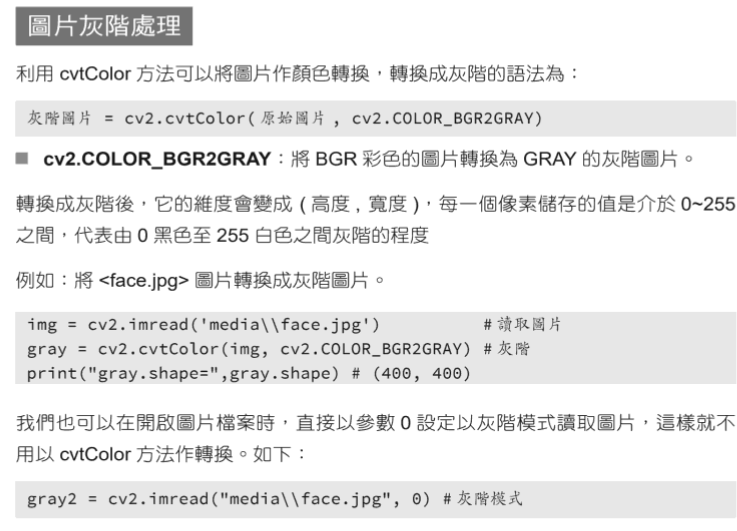 圖片灰階處理
利用 cvtColor 方法可以將圖片作顏色轉換，轉換成灰階的語法為：
灰階圖片 = cv2.cvtColor( 原始圖片 , cv2.COLOR_BGR2GRAY)
■ cv2.COLOR_BGR2GRAY：將 BGR 彩色的圖片轉換為 GRAY 的灰階圖片。
轉換成灰階後，它的維度會變成 ( 高度 , 寬度 )，每一個像素儲存的值是介於 0~255
之間，代表由 0 黑色至 255 白色之間灰階的程度
例如：將 <face.jpg> 圖片轉換成灰階圖片。
img = cv2.imread('media\\face.jpg') # 讀取圖片
gray = cv2.cvtColor(img, cv2.COLOR_BGR2GRAY) # 灰階
print("gray.shape=",gray.shape) # (400, 400)
我們也可以在開啟圖片檔案時，直接以參數 0 設定以灰階模式讀取圖片，這樣就不
用以 cvtColor 方法作轉換。如下：
gray2 = cv2.imread("media\\face.jpg", 0) # 灰階模式